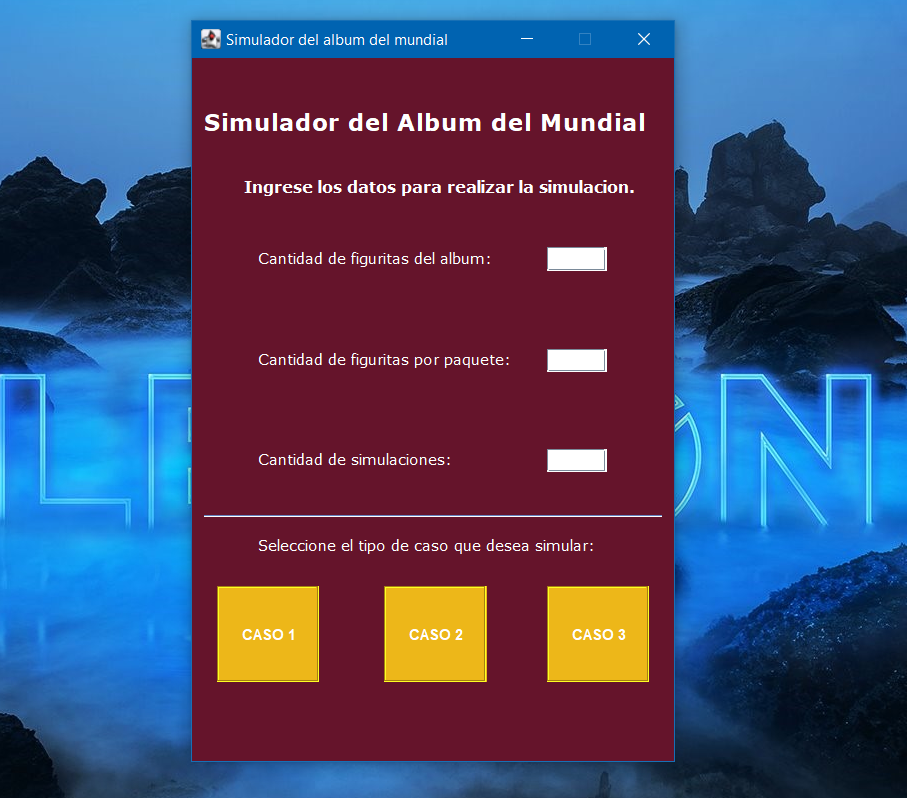 Simulador del album del mundial
Simulador del Album del Mundial
Ingrese los datos para realizar la simulacion.
Cantidad de figuritas del album:
Cantidad de figuritas por paquete:
Cantidad de simulaciones:
Seleccione el tipo de caso que desea simular:
CASO 1
CASO 2
CASO 3